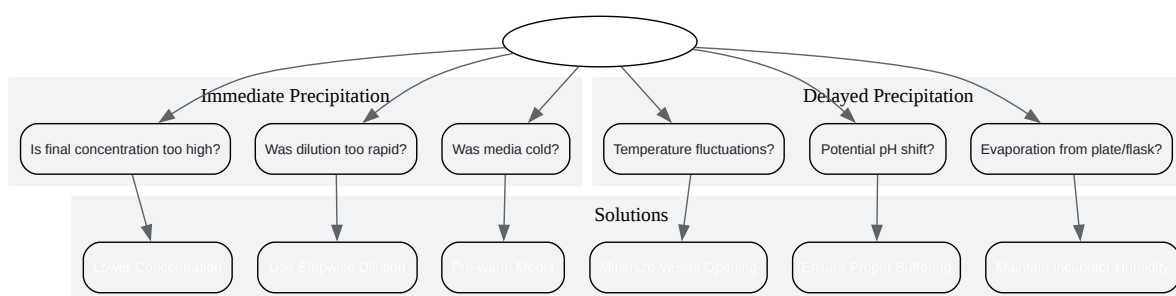 Immediate Precipitation
Delayed Precipitation
Is final concentration too high?
Was dilution too rapid?
Was media cold?
Temperature fluctuations?
Potential pH shift?
Evaporation from plate/flask?
Solutions
Lower Concentration
Use Stepwise Dilution
Pre-warm Media
Minimize Vessel Opening
Ensure Proper Buffering
Maintain Incubator Humidity